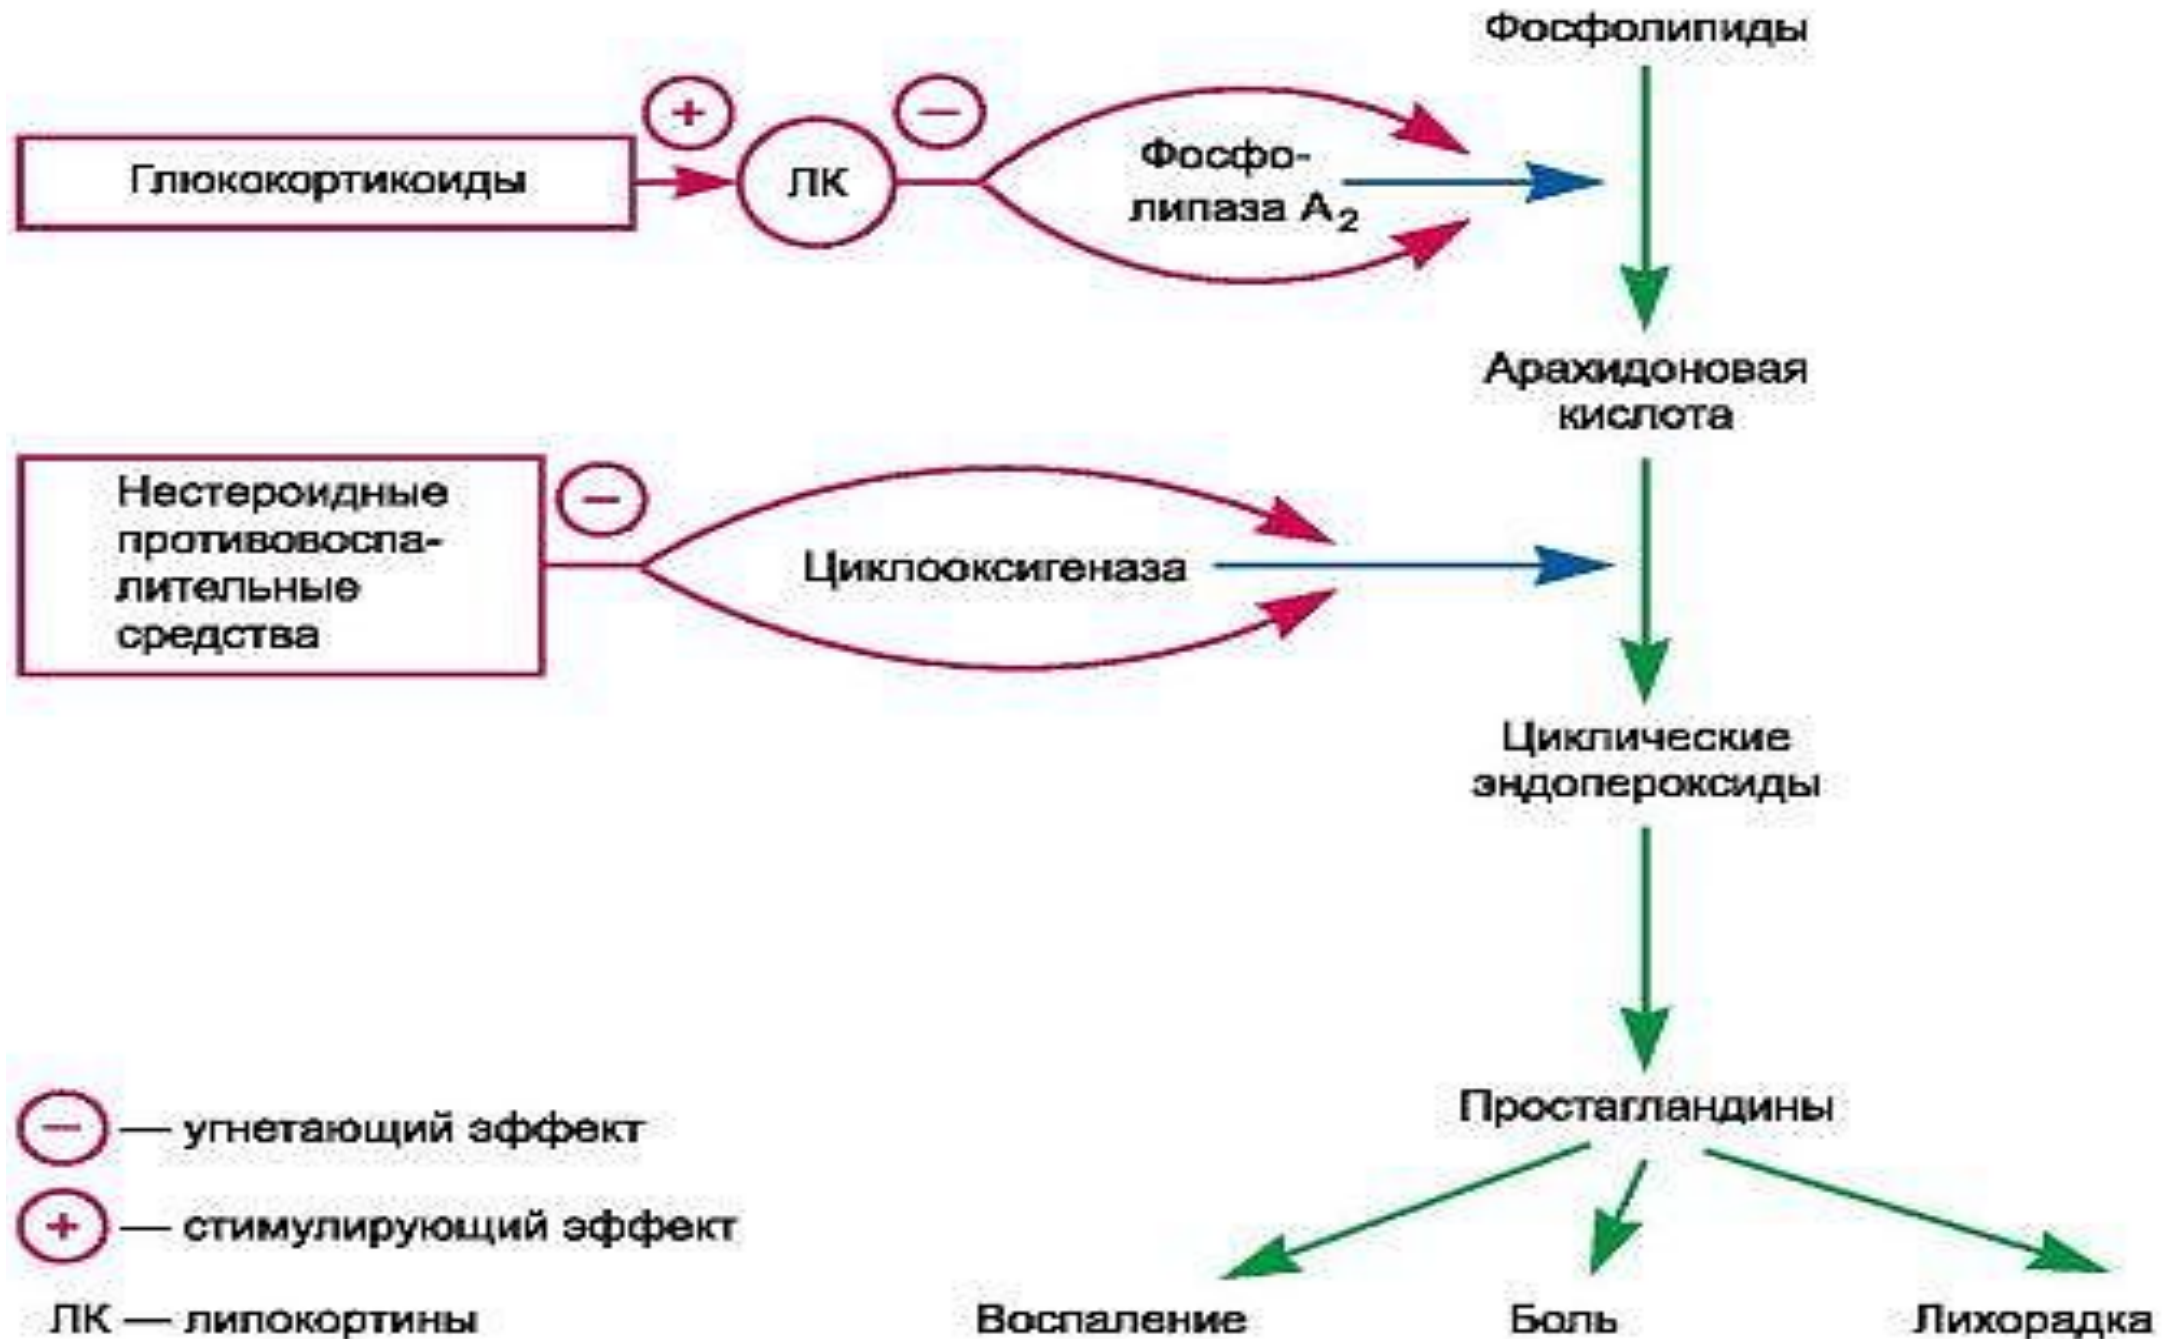 Фосфолипиды
+
−
Глюкокортикоиды
ЛК
Фосфо-
липаза A₂
Арахидоновая
кислота
Нестероидные
противовоспа-
лительные
средства
−
Циклооксигеназа
Циклические
эндопероксиды
Простагландины
− — угнетающий эффект
+ — стимулирующий эффект
ЛК — липокортины
Воспаление
Боль
Лихорадка